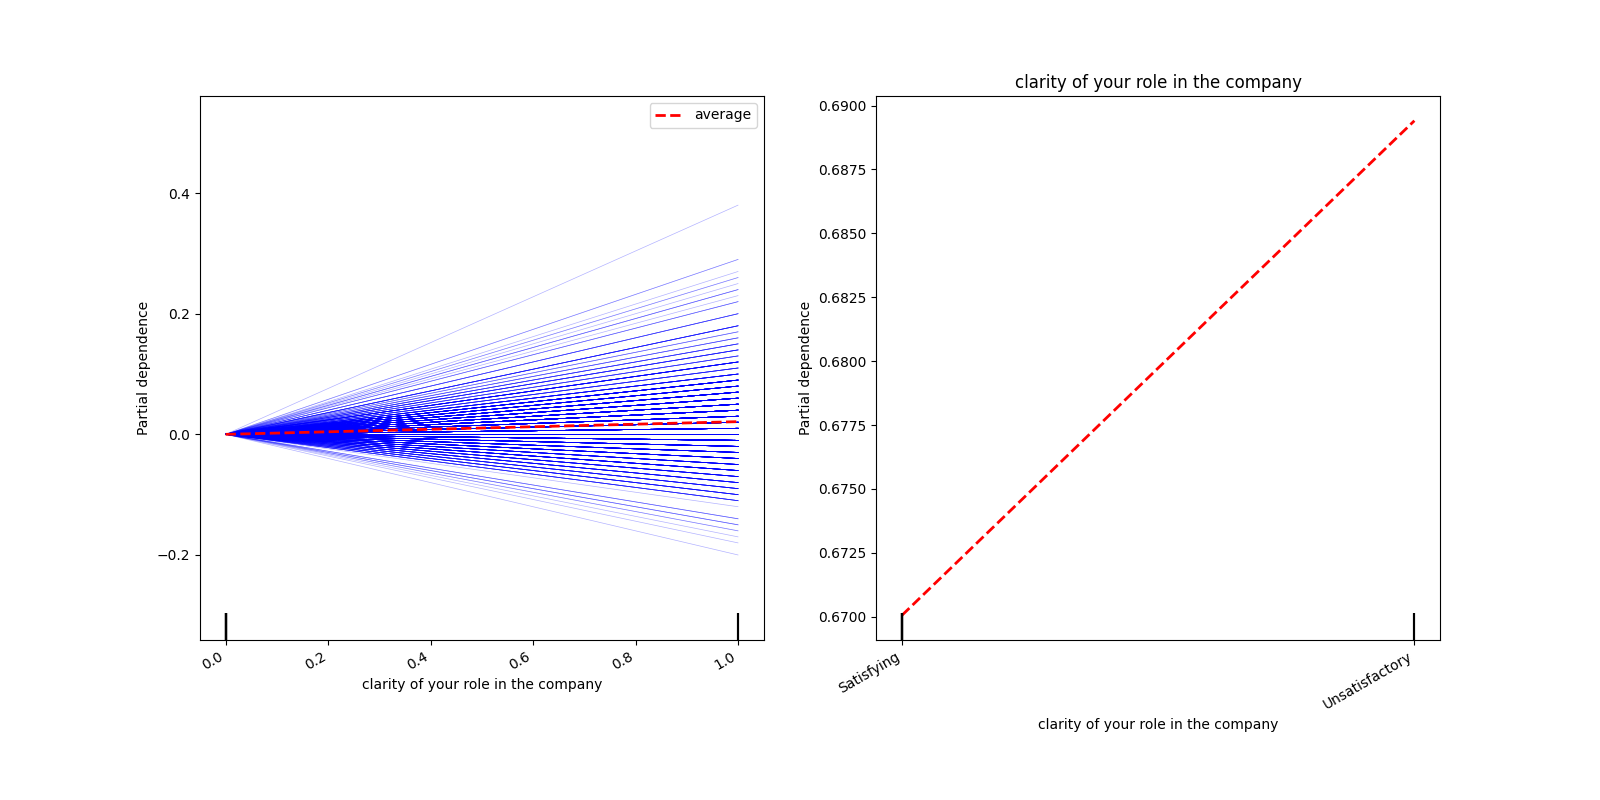 average
0.4
0.2
0.0
−0.2
Partial dependence
0.0
0.2
0.4
0.6
0.8
1.0
clarity of your role in the company
clarity of your role in the company
0.6900
0.6875
0.6850
0.6825
0.6800
0.6775
0.6750
0.6725
0.6700
Partial dependence
Satisfying
Unsatisfactory
clarity of your role in the company